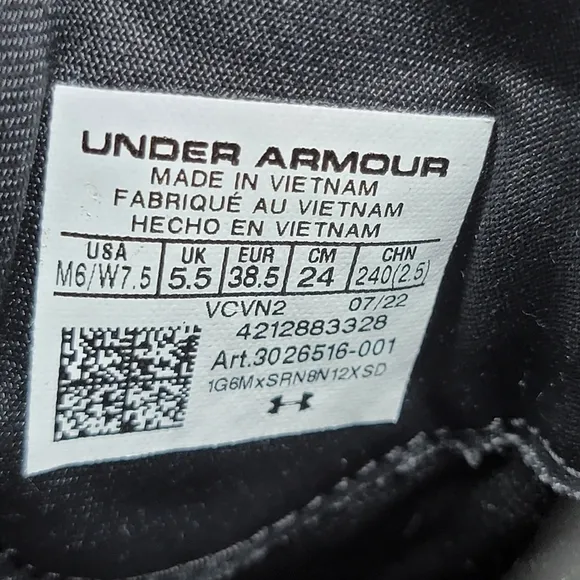 UNDER ARMOUR
MADE IN VIETNAM
FABRIQUÉ AU VIETNAM
HECHO EN VIETNAM
USA UK EUR CM CHN
M6/W7.5 5.5 38.5 24 240(2.5)
VCVN2 07/22
4212883328
Art.3026516-001
1G6MxSRN8N12XSD